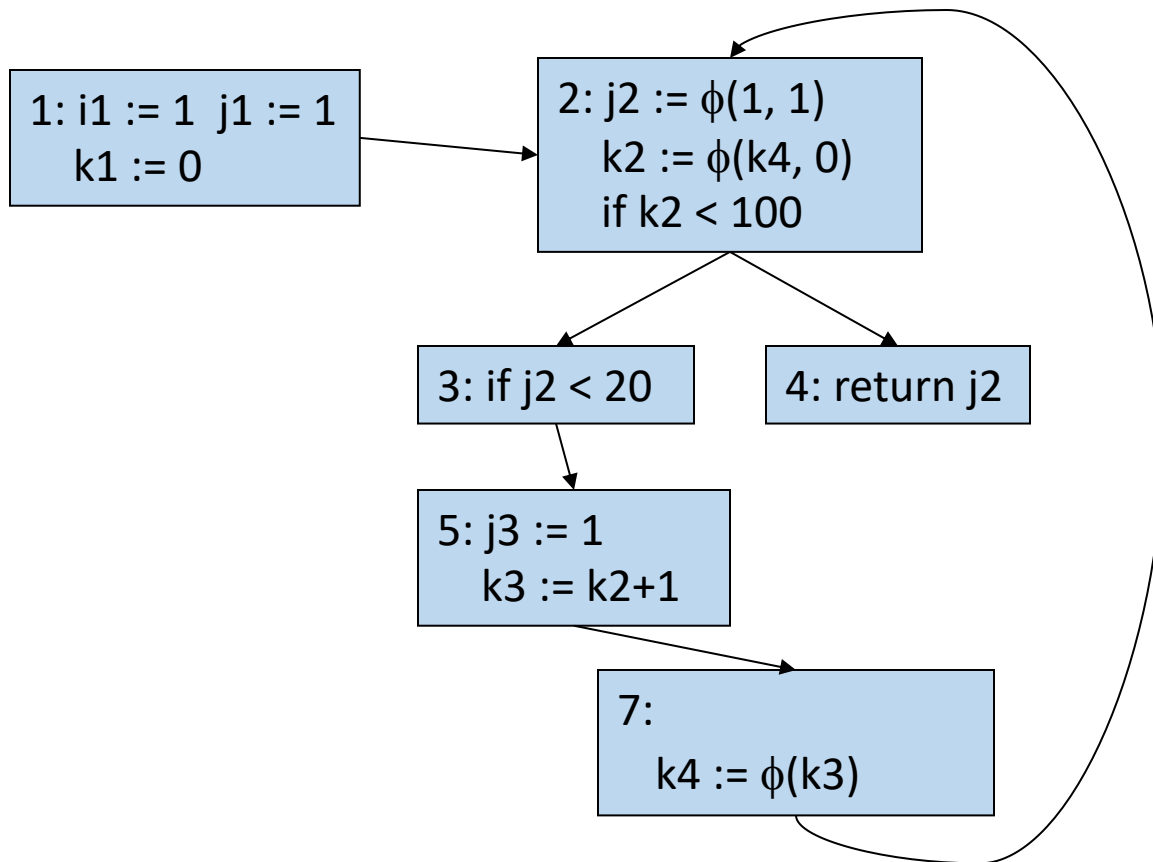 1: i1 := 1 j1 := 1
k1 := 0
2: j2 := ϕ(1, 1)
k2 := ϕ(k4, 0)
if k2 < 100
3: if j2 < 20
4: return j2
5: j3 := 1
k3 := k2+1
7:
k4 := ϕ(k3)